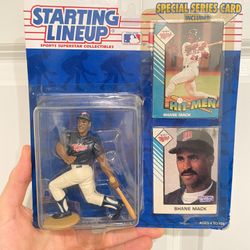 STARTING
LINEUP
SPORTS SUPERSTAR COLLECTIBLES
SPECIAL SERIES CARD
INCLUDED
HIT MEN
SHANE MACK
SHANE MACK